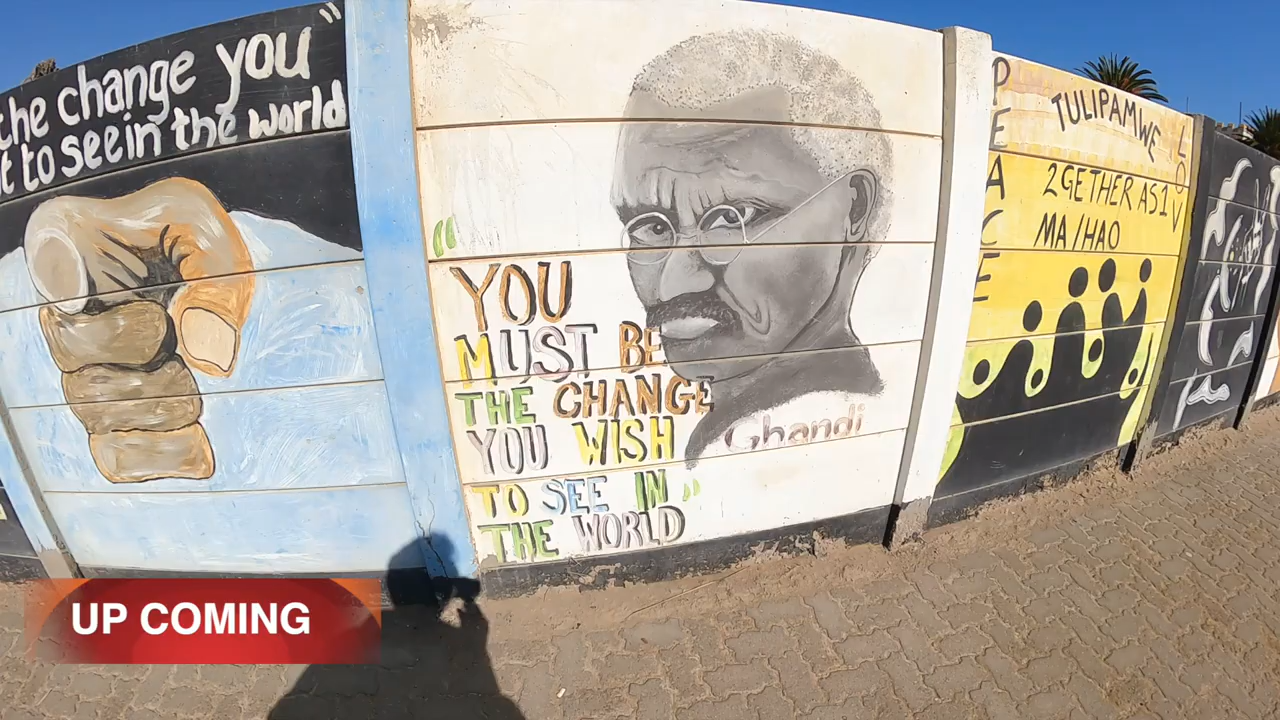 the change you"
t to see in the world
"YOU
MUST BE
THE CHANGE
YOU WISH
TO SEE IN
THE WORLD"
Ghandi
PEACE
TULIPAMWE
2GETHER AS 1
MA/HAO
LOV
UP COMING